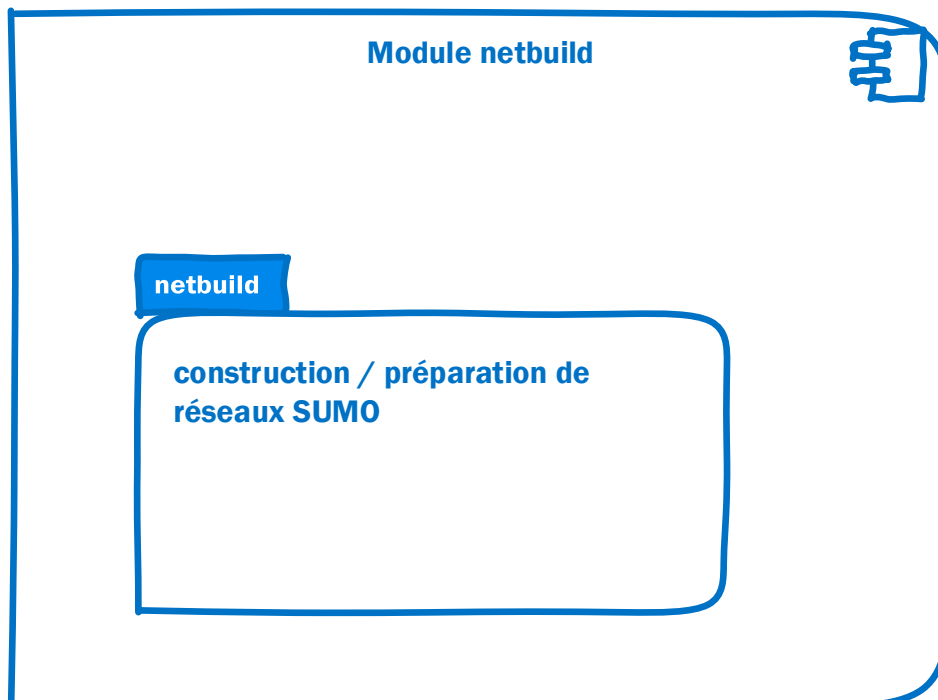 Module netbuild
netbuild
construction / préparation de
réseaux SUMO